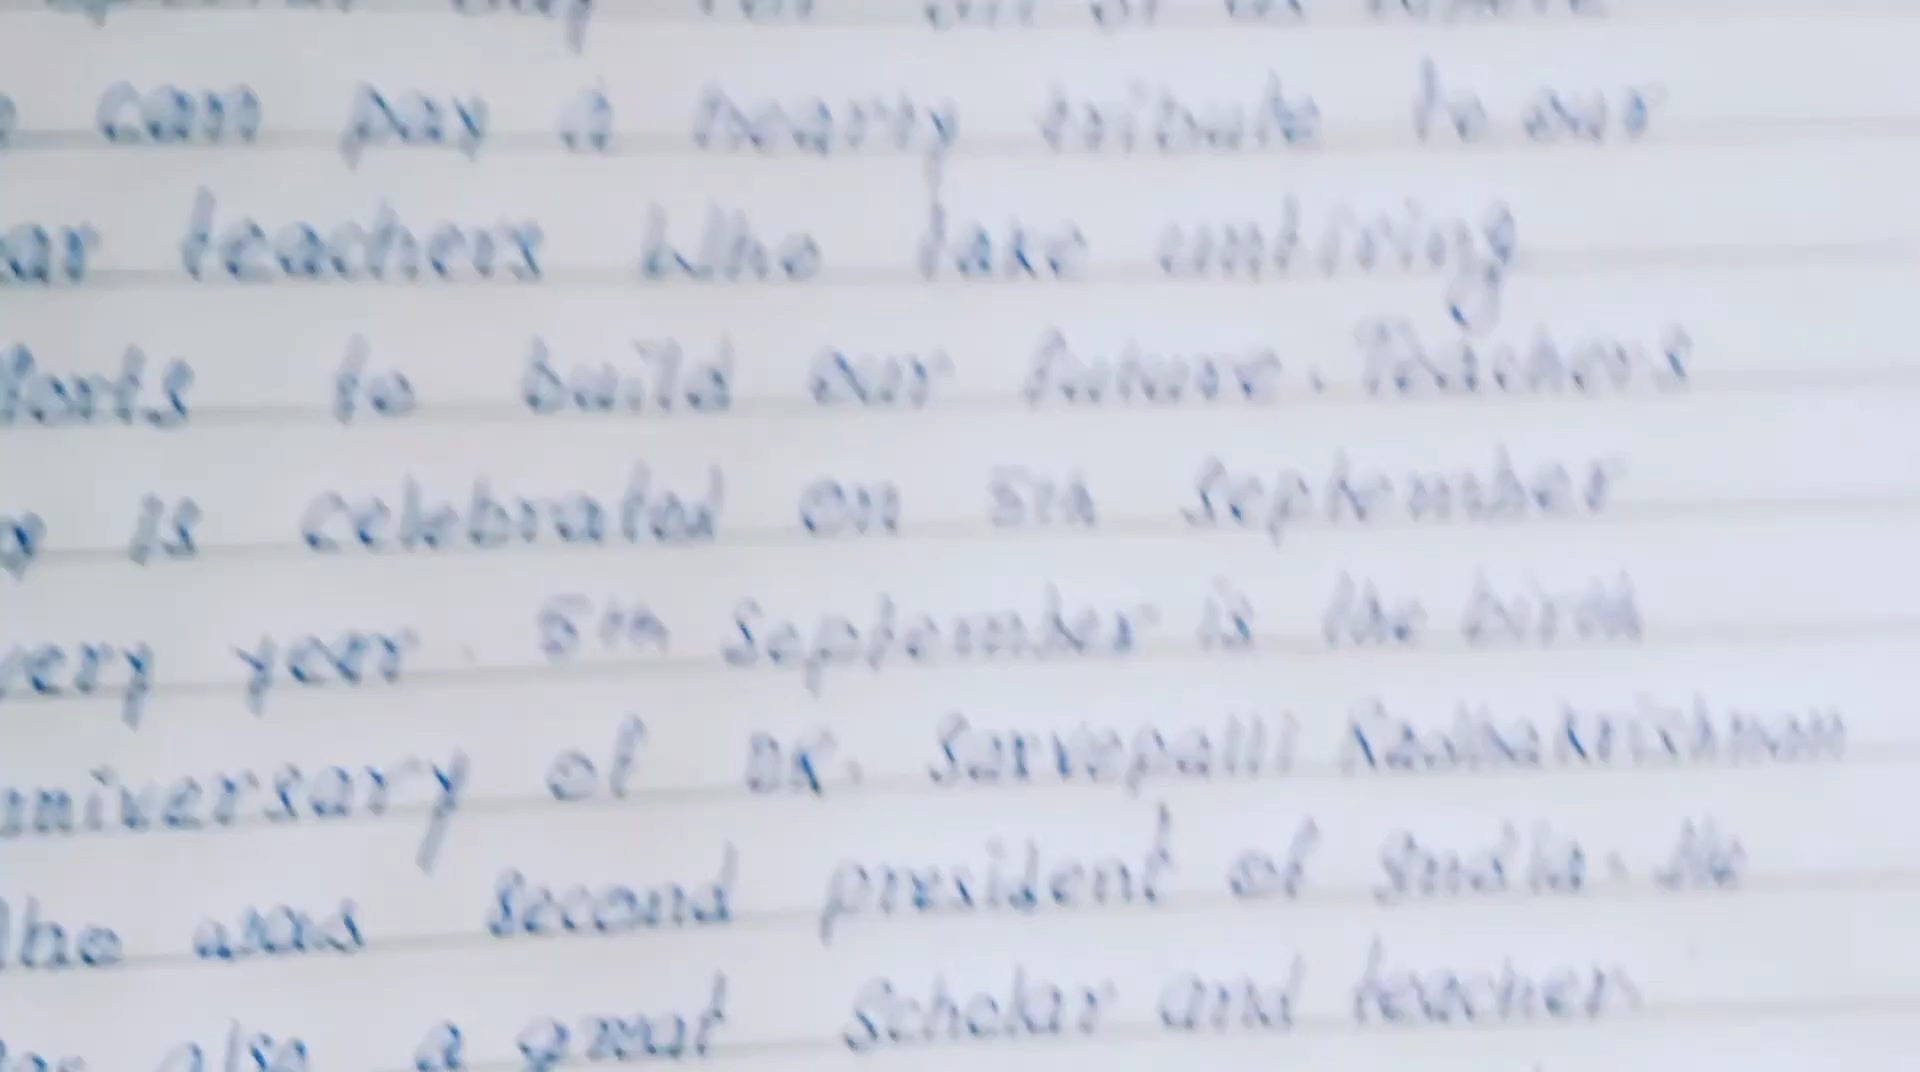 can pay a hearty tribute to our
teachers who take untiring
to build our future. Teachers
is celebrated on 5th September
year. 5th September is the birth
of DR. Sarvepalli Radhakrishnan
was second president of India. He
also a great Scholar and teacher